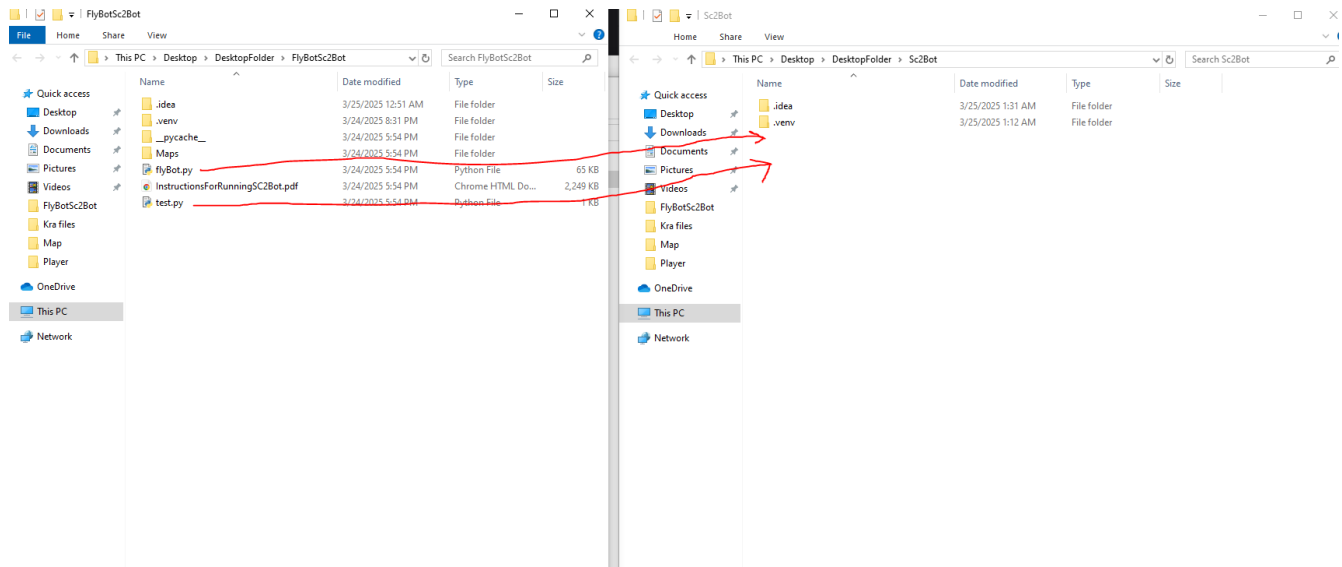 FlyBotSc2Bot
File Home Share View
This PC > Desktop > DesktopFolder > FlyBotSc2Bot
Search FlyBotSc2Bot
Name Date modified Type Size
Quick access
Desktop
Downloads
Documents
Pictures
Videos
FlyBotSc2Bot
Kra files
Map
Player
OneDrive
This PC
Network
.idea 3/25/2025 12:51 AM File folder
.venv 3/24/2025 8:31 PM File folder
__pycache__ 3/24/2025 5:54 PM File folder
Maps 3/24/2025 5:54 PM File folder
flyBot.py 3/24/2025 5:54 PM Python File 65 KB
InstructionsForRunningSC2Bot.pdf 3/24/2025 5:54 PM Chrome HTML Do... 2,249 KB
test.py 3/24/2025 5:54 PM Python File 1 KB
Sc2Bot
Home Share View
This PC > Desktop > DesktopFolder > Sc2Bot
Search Sc2Bot
Name Date modified Type Size
Quick access
Desktop
Downloads
Documents
Pictures
Videos
FlyBotSc2Bot
Kra files
Map
Player
OneDrive
This PC
Network
.idea 3/25/2025 1:31 AM File folder
.venv 3/25/2025 1:12 AM File folder